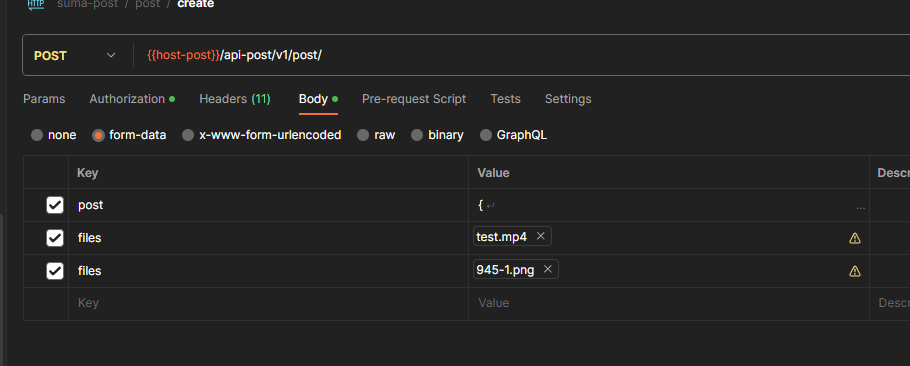 HTTP suma-post / post / create
POST {{host-post}}/api-post/v1/post/
Params Authorization Headers (11) Body Pre-request Script Tests Settings
none form-data x-www-form-urlencoded raw binary GraphQL
Key Value Descr
post { ↵ ...
files test.mp4 ×
files 945-1.png ×
Key Value Descr